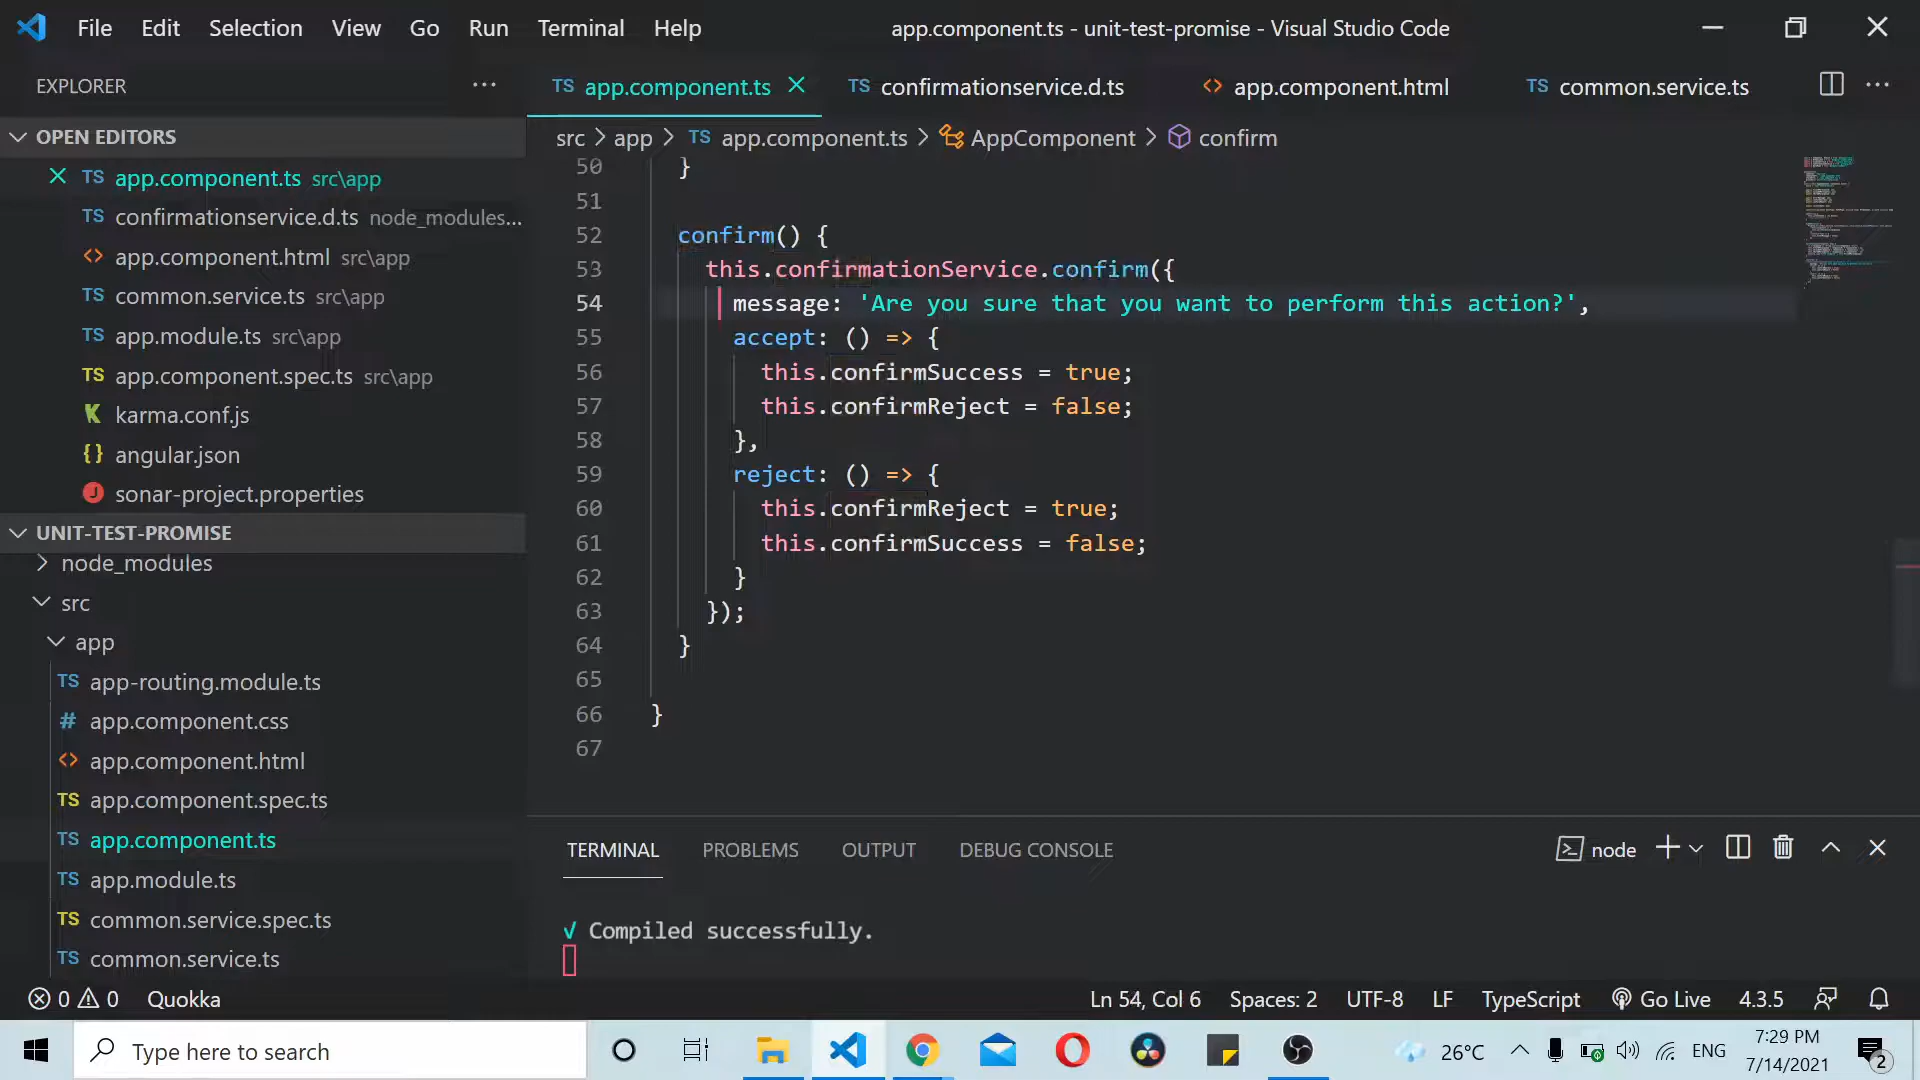 File Edit Selection View Go Run Terminal Help app.component.ts - unit-test-promise - Visual Studio Code
EXPLORER
TS app.component.ts TS confirmationservice.d.ts <> app.component.html TS common.service.ts
OPEN EDITORS
src > app > TS app.component.ts > AppComponent > confirm
TS app.component.ts src\app
TS confirmationservice.d.ts node_modules...
<> app.component.html src\app
TS common.service.ts src\app
TS app.module.ts src\app
TS app.component.spec.ts src\app
K karma.conf.js
{} angular.json
J sonar-project.properties
UNIT-TEST-PROMISE
node_modules
src
app
TS app-routing.module.ts
# app.component.css
<> app.component.html
TS app.component.spec.ts
TS app.component.ts
TS app.module.ts
TS common.service.spec.ts
TS common.service.ts
50 }
51
52 confirm() {
53 this.confirmationService.confirm({
54 message: 'Are you sure that you want to perform this action?',
55 accept: () => {
56 this.confirmSuccess = true;
57 this.confirmReject = false;
58 },
59 reject: () => {
60 this.confirmReject = true;
61 this.confirmSuccess = false;
62 }
63 });
64 }
65
66 }
67
TERMINAL PROBLEMS OUTPUT DEBUG CONSOLE node
√ Compiled successfully.
0 0 Quokka Ln 54, Col 6 Spaces: 2 UTF-8 LF TypeScript Go Live 4.3.5
Type here to search 26°C ENG 7:29 PM
7/14/2021 2